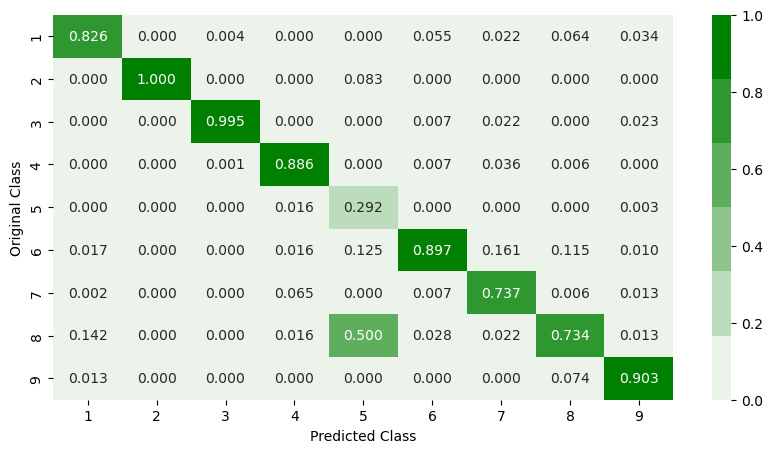 1 0.826 0.000 0.004 0.000 0.000 0.055 0.022 0.064 0.034
2 0.000 1.000 0.000 0.000 0.083 0.000 0.000 0.000 0.000
3 0.000 0.000 0.995 0.000 0.000 0.007 0.022 0.000 0.023
4 0.000 0.000 0.001 0.886 0.000 0.007 0.036 0.006 0.000
5 0.000 0.000 0.000 0.016 0.292 0.000 0.000 0.000 0.003
6 0.017 0.000 0.000 0.016 0.125 0.897 0.161 0.115 0.010
7 0.002 0.000 0.000 0.065 0.000 0.007 0.737 0.006 0.013
8 0.142 0.000 0.000 0.016 0.500 0.028 0.022 0.734 0.013
9 0.013 0.000 0.000 0.000 0.000 0.000 0.000 0.074 0.903
1 2 3 4 5 6 7 8 9
Predicted Class
Original Class
1.0
0.8
0.6
0.4
0.2
0.0